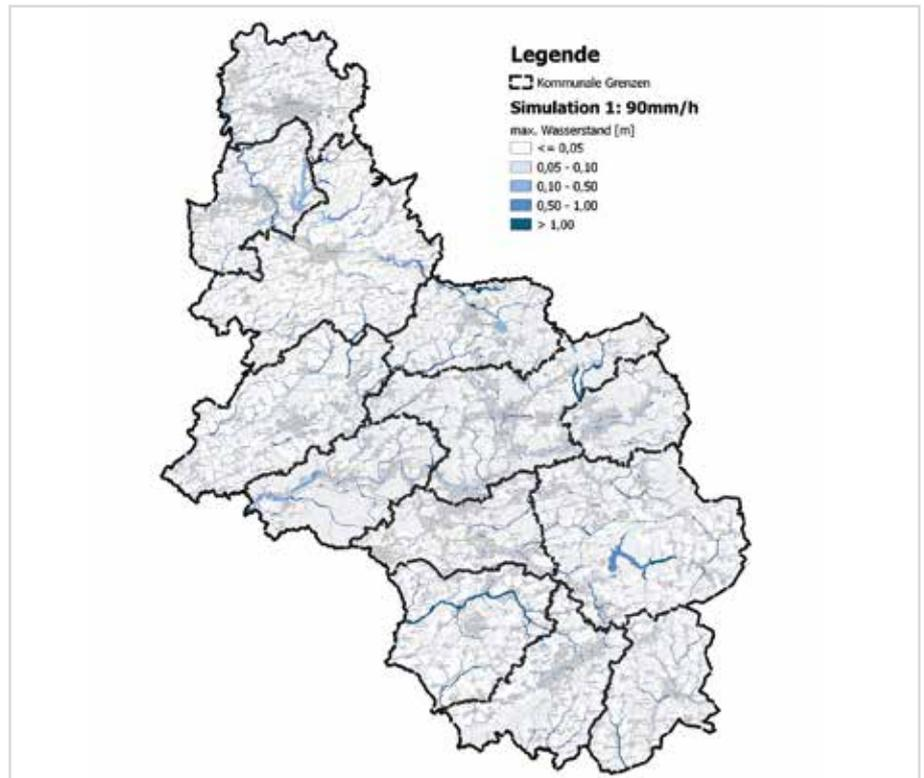 Legende
Kommunale Grenzen
Simulation 1: 90mm/h
max. Wasserstand [m]
<= 0,05
0,05 - 0,10
0,10 - 0,50
0,50 - 1,00
> 1,00